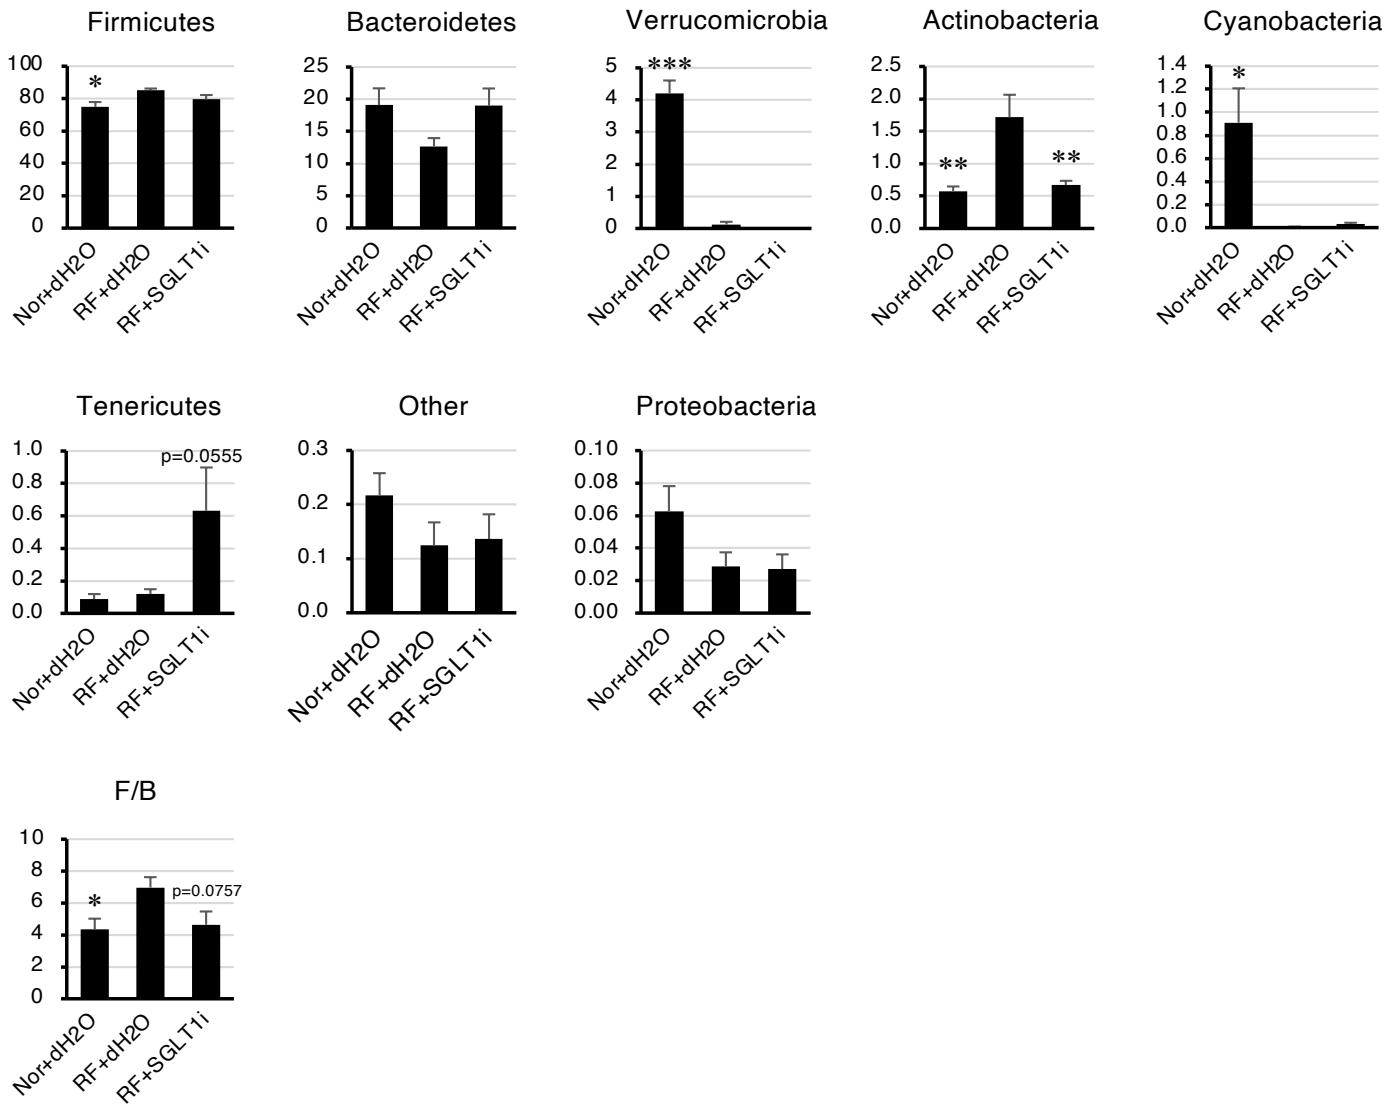 Firmicutes
100
80
60
40
20
0
*
Nor+dH2O
RF+dH2O
RF+SGLT1i
Bacteroidetes
25
20
15
10
5
0
Nor+dH2O
RF+dH2O
RF+SGLT1i
Verrucomicrobia
5
4
3
2
1
0
***
Nor+dH2O
RF+dH2O
RF+SGLT1i
Actinobacteria
2.5
2.0
1.5
1.0
0.5
0.0
**
**
Nor+dH2O
RF+dH2O
RF+SGLT1i
Cyanobacteria
1.4
1.2
1.0
0.8
0.6
0.4
0.2
0.0
*
Nor+dH2O
RF+dH2O
RF+SGLT1i
Tenericutes
1.0
0.8
0.6
0.4
0.2
0.0
p=0.0555
Nor+dH2O
RF+dH2O
RF+SGLT1i
Other
0.3
0.2
0.1
0.0
Nor+dH2O
RF+dH2O
RF+SGLT1i
Proteobacteria
0.10
0.08
0.06
0.04
0.02
0.00
Nor+dH2O
RF+dH2O
RF+SGLT1i
F/B
10
8
6
4
2
0
*
p=0.0757
Nor+dH2O
RF+dH2O
RF+SGLT1i